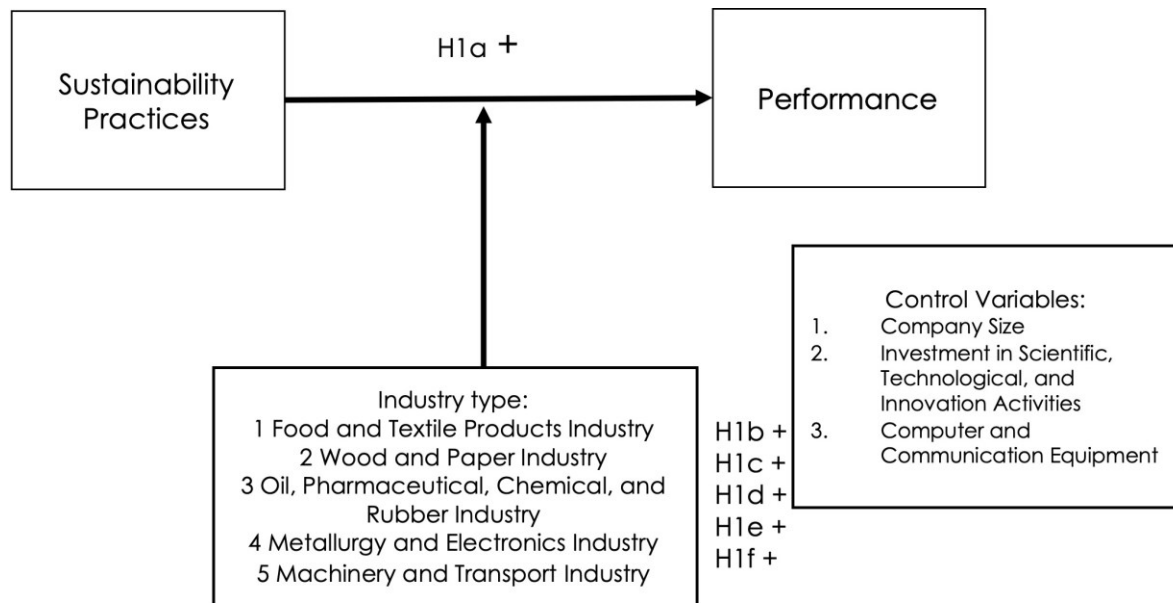 H1a +
Sustainability
Practices
Performance
Control Variables:
1. Company Size
2. Investment in Scientific,
Technological, and
Innovation Activities
3. Computer and
Communication Equipment
Industry type:
1 Food and Textile Products Industry
2 Wood and Paper Industry
3 Oil, Pharmaceutical, Chemical, and
Rubber Industry
4 Metallurgy and Electronics Industry
5 Machinery and Transport Industry
H1b +
H1c +
H1d +
H1e +
H1f +